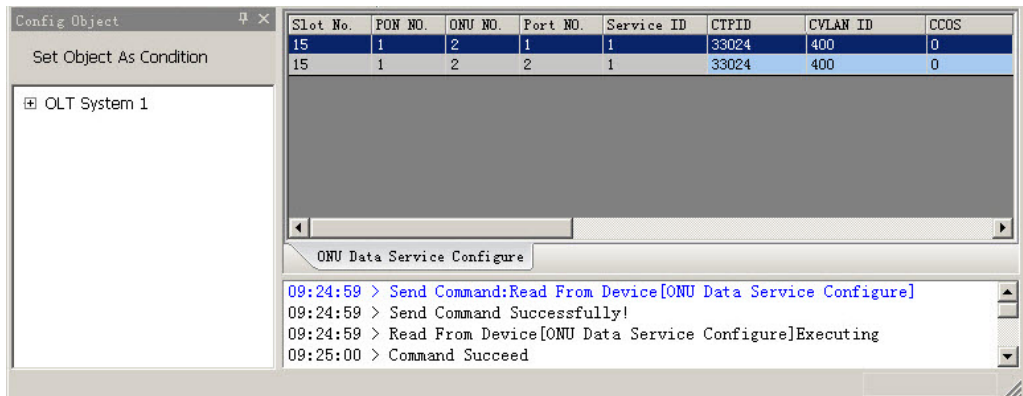 Config Object
Set Object As Condition
OLT System 1
Slot No. PON NO. ONU NO. Port NO. Service ID CTPID CVLAN ID CCOS
15 1 2 1 1 33024 400 0
15 1 2 2 1 33024 400 0
ONU Data Service Configure
09:24:59 > Send Command:Read From Device[ONU Data Service Configure]
09:24:59 > Send Command Successfully!
09:24:59 > Read From Device[ONU Data Service Configure]Executing
09:25:00 > Command Succeed